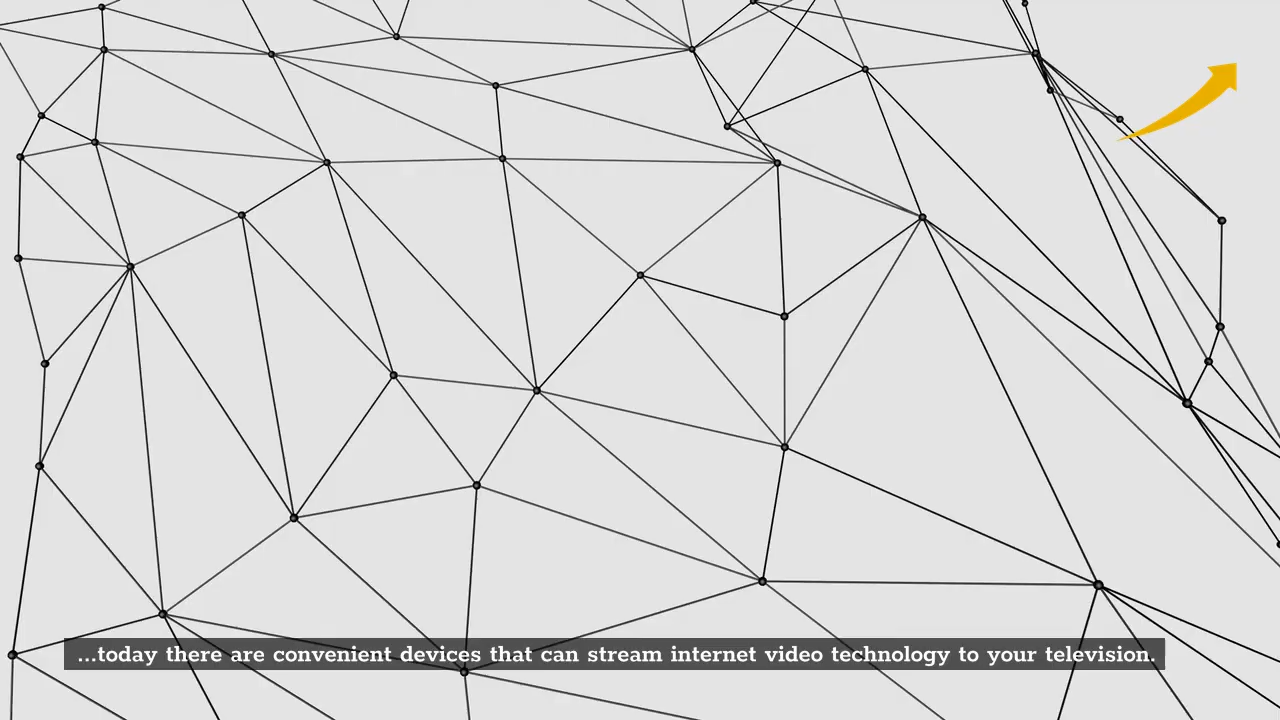 ...today there are convenient devices that can stream internet video technology to your television.